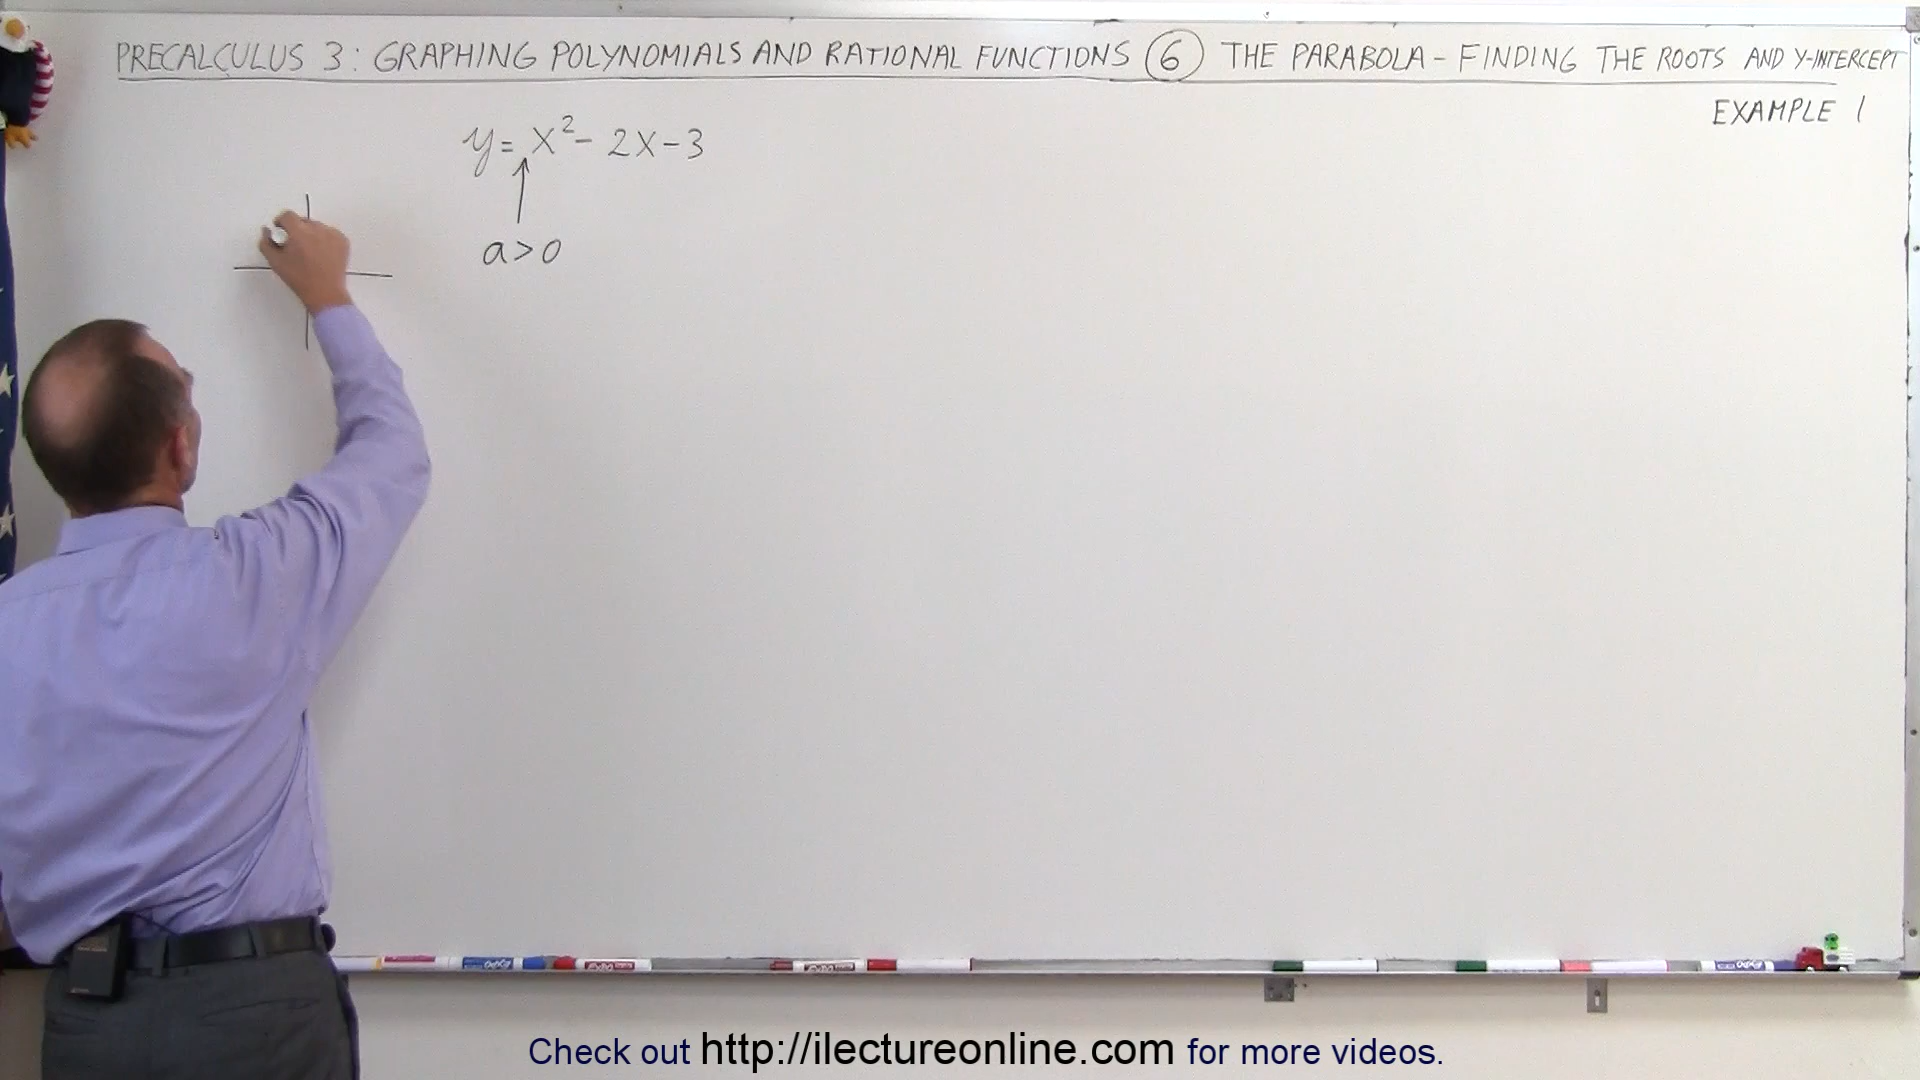 PRECALCULUS 3: GRAPHING POLYNOMIALS AND RATIONAL FUNCTIONS 6 THE PARABOLA - FINDING THE ROOTS AND Y-INTERCEPT
EXAMPLE 1
y = x² - 2x - 3
a > 0
Check out http://ilectureonline.com for more videos.